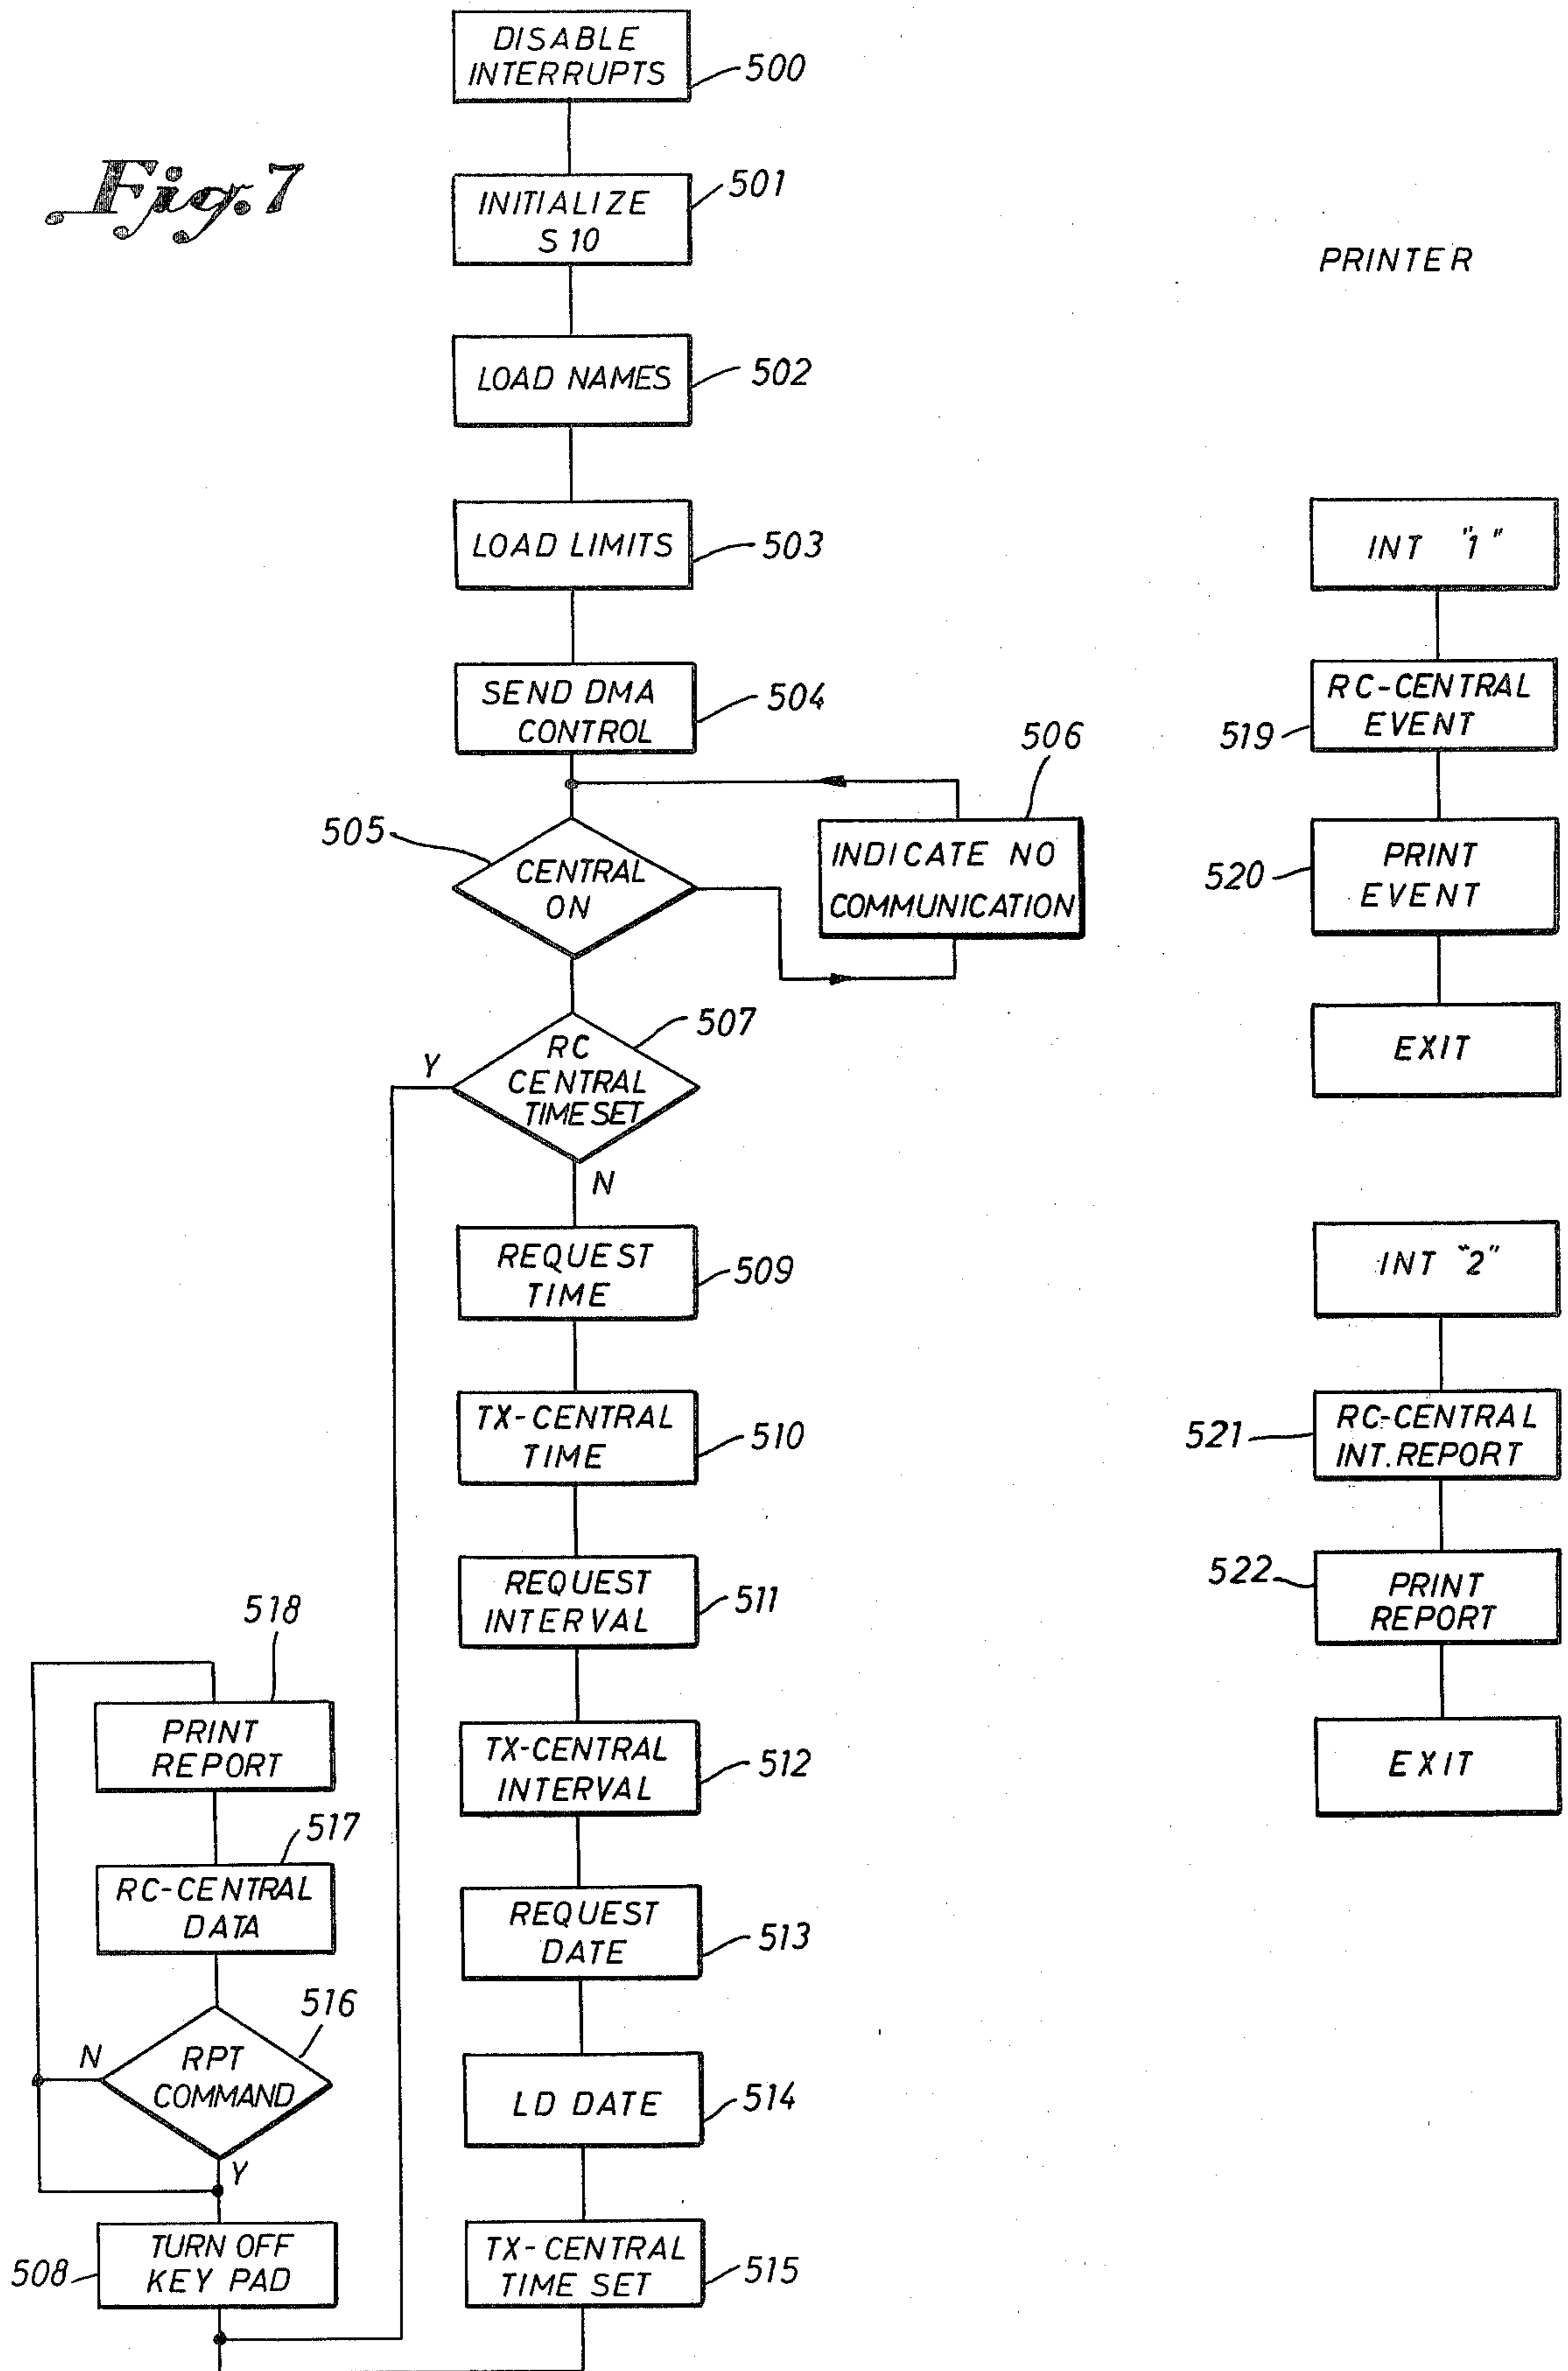 Fig. 7
DISABLE
INTERRUPTS
500
INITIALIZE
S 10
501
LOAD NAMES
502
LOAD LIMITS
503
SEND DMA
CONTROL
504
505
CENTRAL
ON
506
INDICATE NO
COMMUNICATION
507
RC
CENTRAL
TIME SET
Y
N
REQUEST
TIME
509
TX-CENTRAL
TIME
510
REQUEST
INTERVAL
511
TX-CENTRAL
INTERVAL
512
REQUEST
DATE
513
LD DATE
514
TX-CENTRAL
TIME SET
515
518
PRINT
REPORT
517
RC-CENTRAL
DATA
516
RPT
COMMAND
N
Y
508
TURN OFF
KEY PAD
PRINTER
INT "1"
519
RC-CENTRAL
EVENT
520
PRINT
EVENT
EXIT
INT "2"
521
RC-CENTRAL
INT. REPORT
522
PRINT
REPORT
EXIT